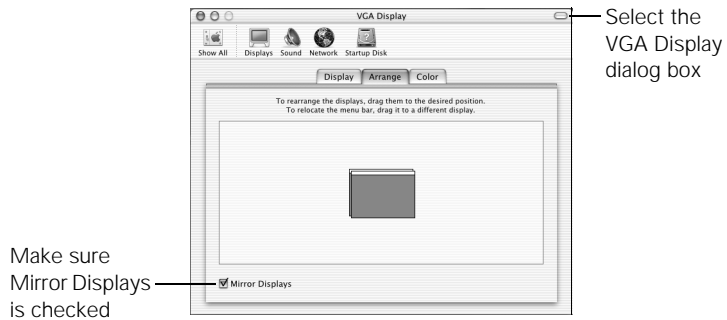 VGA Display
Select the
VGA Display
dialog box
Show All Displays Sound Network Startup Disk
Display Arrange Color
To rearrange the displays, drag them to the desired position.
To relocate the menu bar, drag it to a different display.
Make sure
Mirror Displays
is checked
Mirror Displays